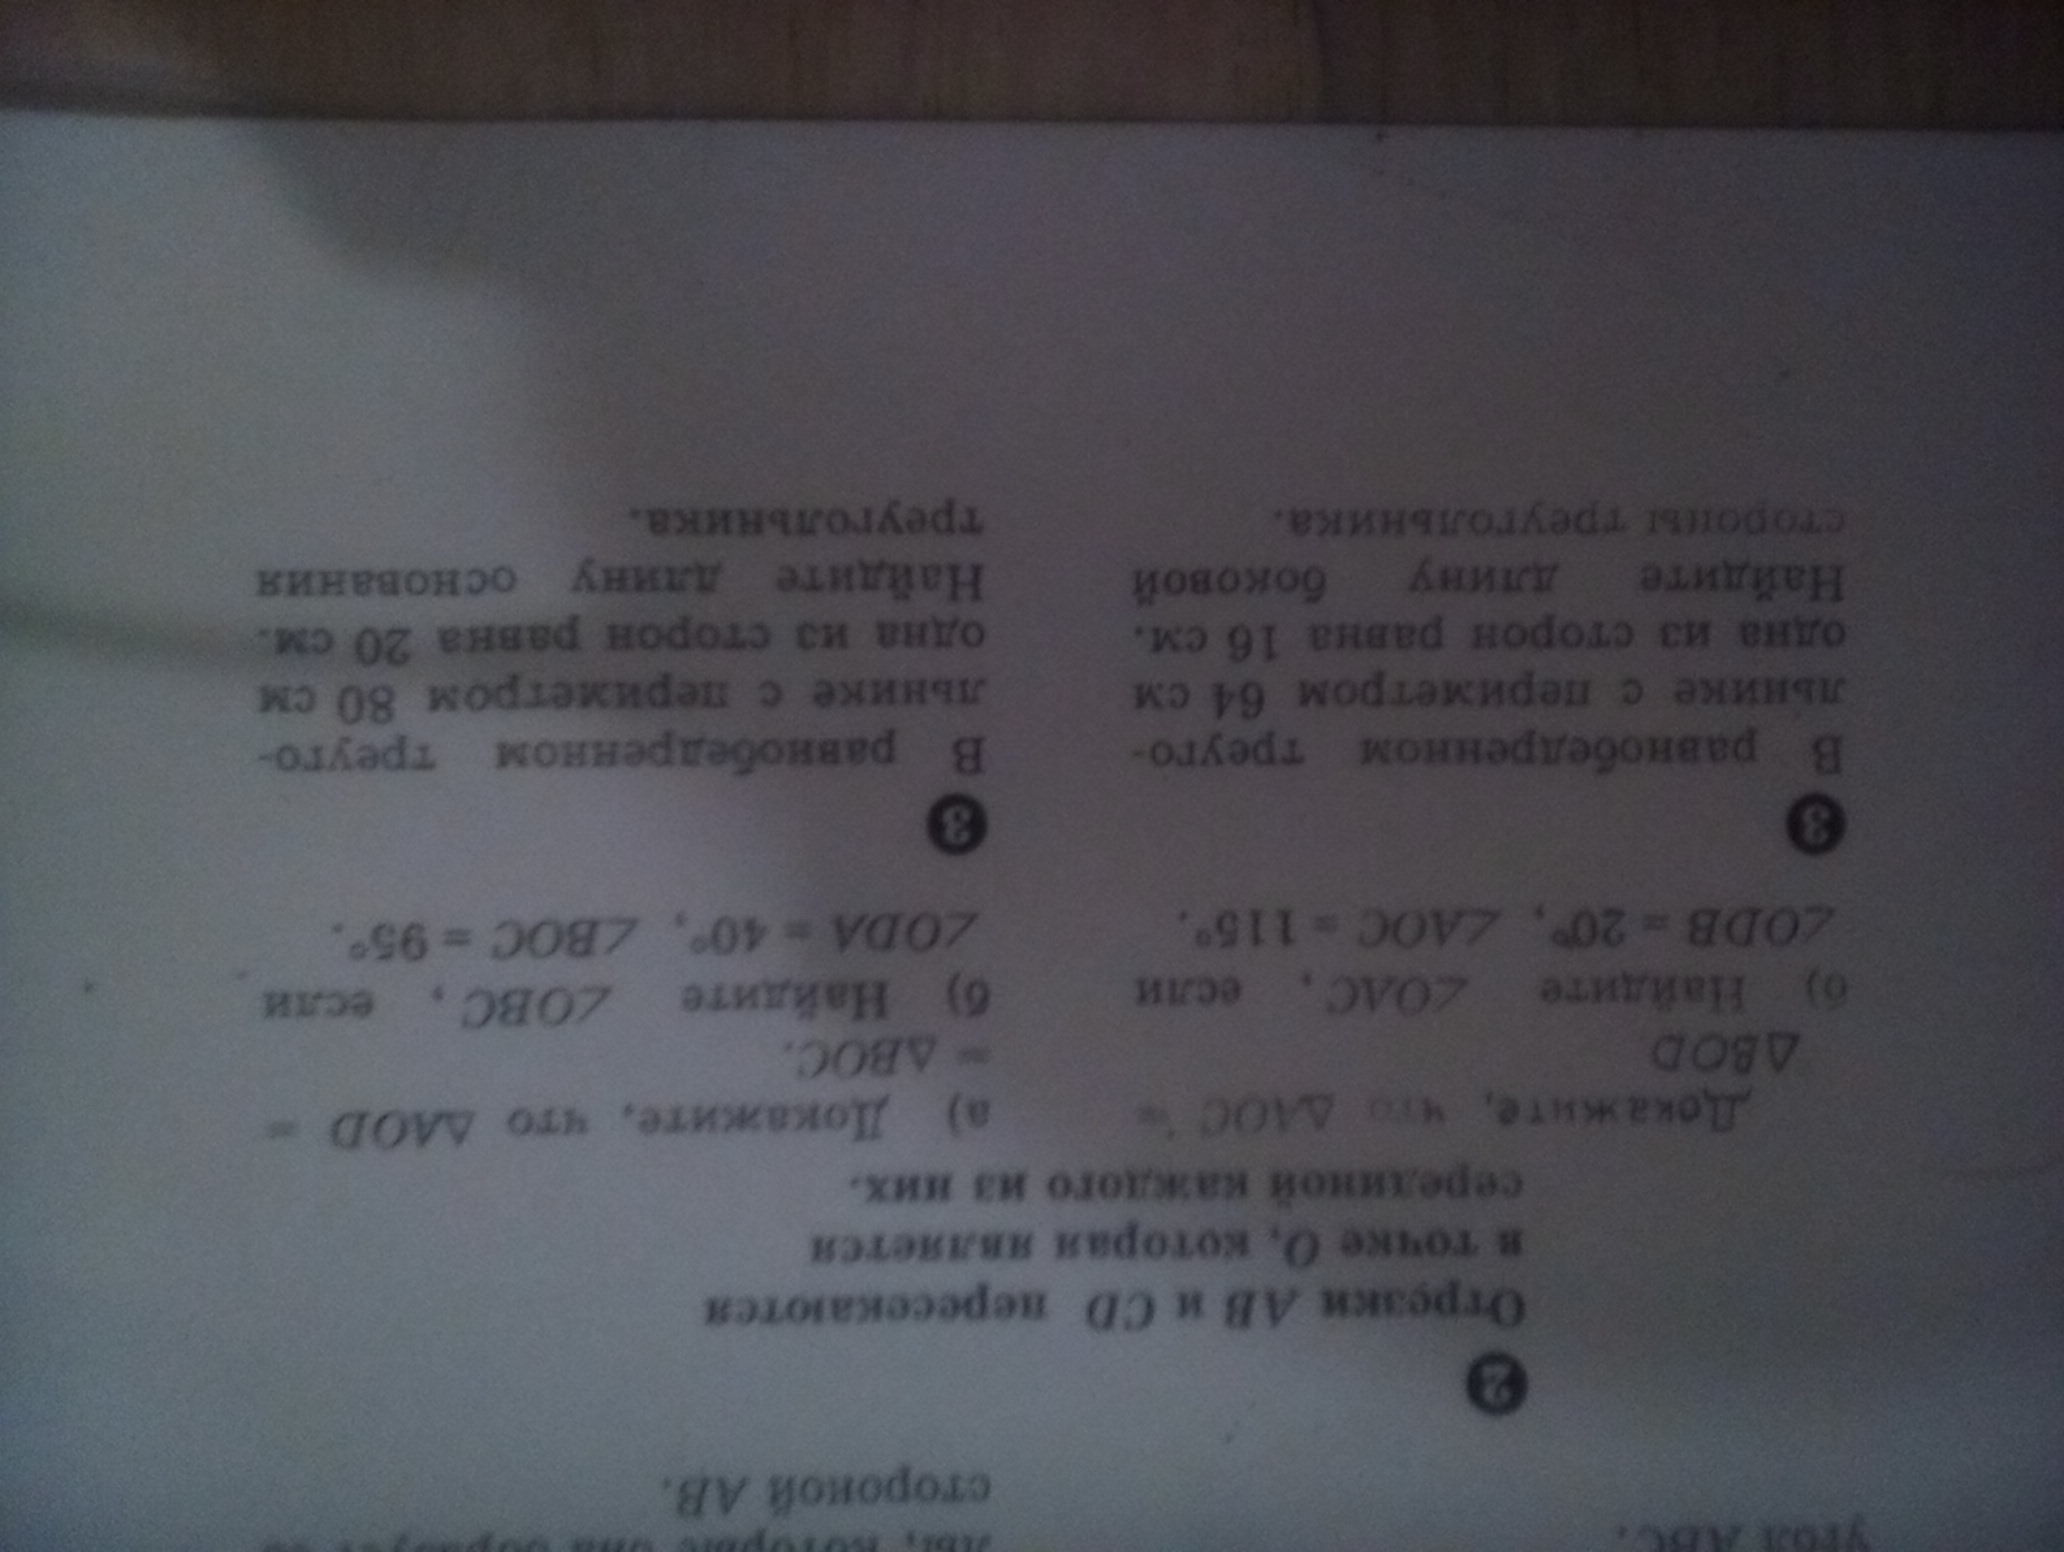 угол ABC.
стороной AB.
2
Отрезки AB и CD пересекаются
в точке O, которая является
серединой каждого из них.
Докажите, что ΔAOC =
ΔBOD
б) Найдите ∠OAC, если
∠ODB = 20°, ∠AOC = 115°.
3
В равнобедренном треуго-
льнике с периметром 64 см
одна из сторон равна 16 см.
Найдите длину боковой
стороны треугольника.
а) Докажите, что ΔAOD =
= ΔBOC.
б) Найдите ∠OBC, если
∠ODA = 40°, ∠BOC = 95°.
3
В равнобедренном треуго-
льнике с периметром 80 см
одна из сторон равна 20 см.
Найдите длину основания
треугольника.